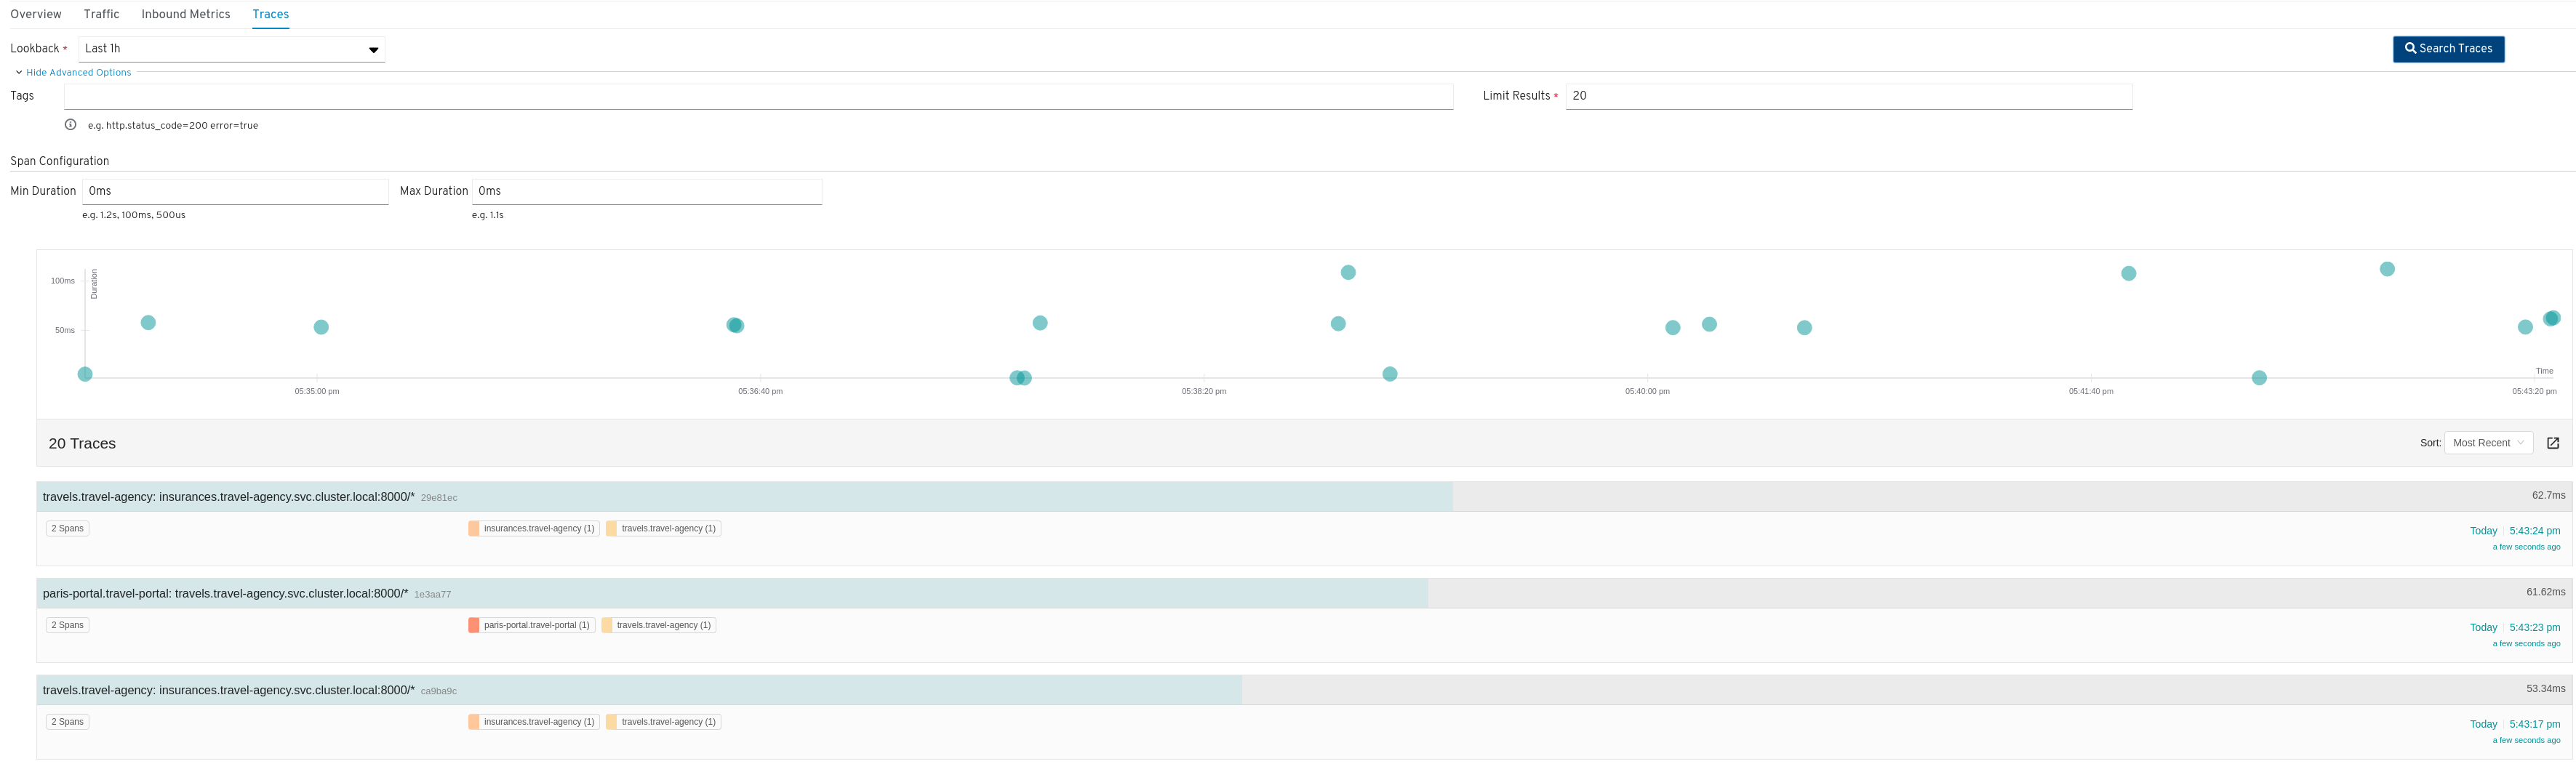 Overview Traffic Inbound Metrics Traces
Lookback * Last 1h Search Traces
Hide Advanced Options
Tags Limit Results * 20
e.g. http.status_code=200 error=true
Span Configuration
Min Duration 0ms Max Duration 0ms
e.g. 1.2s, 100ms, 500us e.g. 1.1s
Duration
100ms
50ms
Time
05:35:00 pm 05:36:40 pm 05:38:20 pm 05:40:00 pm 05:41:40 pm 05:43:20 pm
20 Traces Sort: Most Recent
travels.travel-agency: insurances.travel-agency.svc.cluster.local:8000/* 29e81ec 62.7ms
2 Spans insurances.travel-agency (1) travels.travel-agency (1) Today 5:43:24 pm
a few seconds ago
paris-portal.travel-portal: travels.travel-agency.svc.cluster.local:8000/* 1e3aa77 61.62ms
2 Spans paris-portal.travel-portal (1) travels.travel-agency (1) Today 5:43:23 pm
a few seconds ago
travels.travel-agency: insurances.travel-agency.svc.cluster.local:8000/* ca9ba9c 53.34ms
2 Spans insurances.travel-agency (1) travels.travel-agency (1) Today 5:43:17 pm
a few seconds ago